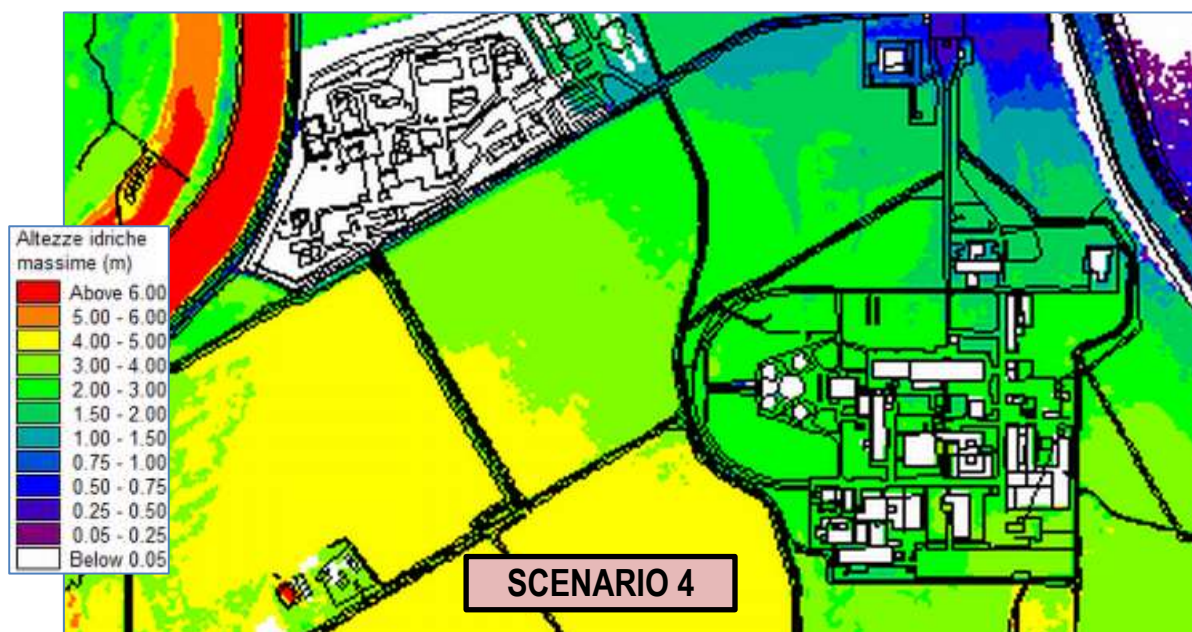 Altezze idriche
massime (m)
Above 6.00
5.00 - 6.00
4.00 - 5.00
3.00 - 4.00
2.00 - 3.00
1.50 - 2.00
1.00 - 1.50
0.75 - 1.00
0.50 - 0.75
0.25 - 0.50
0.05 - 0.25
Below 0.05
SCENARIO 4